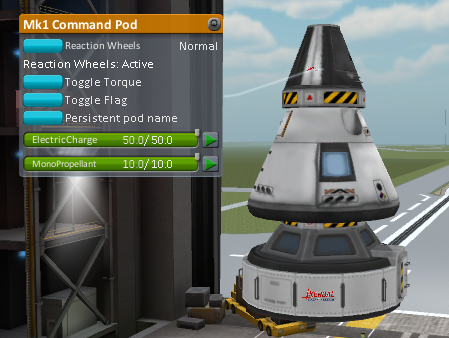 Mk1 Command Pod
Reaction Wheels Normal
Reaction Wheels: Active
Toggle Torque
Toggle Flag
Persistent pod name
ElectricCharge 50.0/50.0
MonoPropellant 10.0/10.0
KERBAL